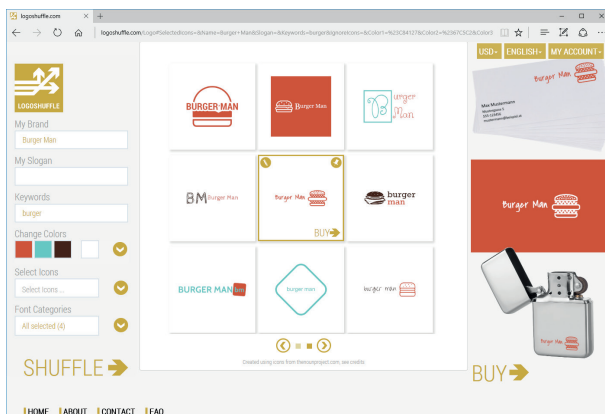 logoshuffle.com
logoshuffle.com/Logo#SelectedIcons=&Name=Burger+Man&Slogan=&Keywords=burger&IgnoreIcons=&Color1=%23C84127&Color2=%2367C5C2&Color3
USD
ENGLISH
MY ACCOUNT
LOGOSHUFFLE
My Brand
Burger Man
My Slogan
Keywords
burger
Change Colors
Select Icons
Select Icons ...
Font Categories
All selected (4)
SHUFFLE
BURGER MAN
Burger Man
Burger
Man
BM Burger Man
Burger Man
BUY
burger
man
BURGER MAN bm
burger man
burger man
Created using icons from thenounproject.com, see credits
Burger Man
Max Mustermann
Burger Man
Burger Man
BUY
HOME
ABOUT
CONTACT
FAQ